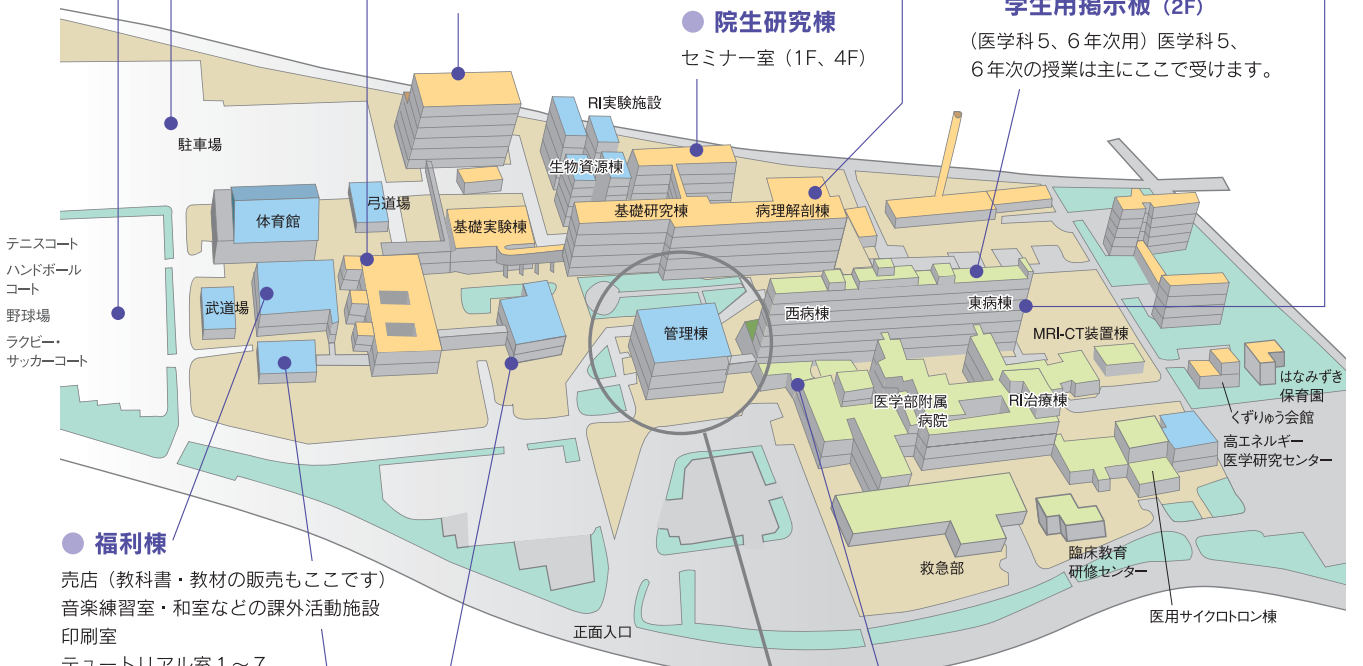 学生用掲示板（2F）
● 院生研究棟
セミナー室（1F、4F）
（医学科5、6年次用）医学科5、
6年次の授業は主にここで受けます。
RI実験施設
駐車場
生物資源棟
弓道場
体育館
基礎実験棟
基礎研究棟
病理解剖棟
テニスコート
ハンドボール
コート
野球場
ラクビー・
サッカーコート
武道場
管理棟
西病棟
東病棟
MRI-CT装置棟
医学部附属
病院
RI治療棟
はなみずき
保育園
くずりゅう会館
高エネルギー
医学研究センター
救急部
臨床教育
研修センター
医用サイクロトロン棟
正面入口
● 福利棟
売店（教科書・教材の販売もここです）
音楽練習室・和室などの課外活動施設
印刷室
テュートリアル室1～7